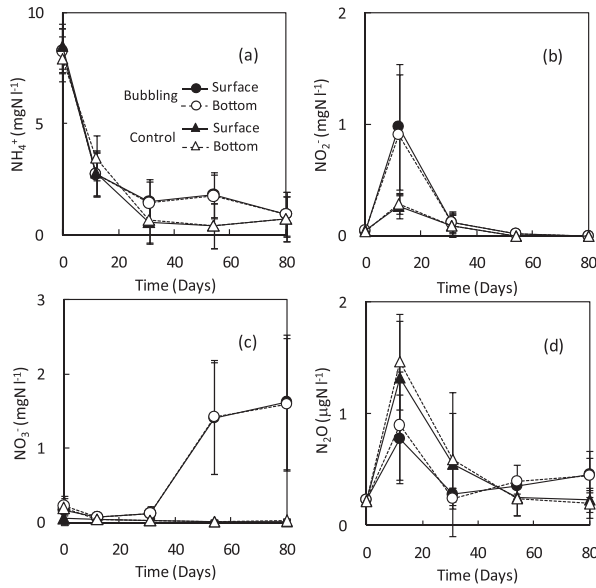 10
5
0
NH₄⁺ (mgN l⁻¹)
(a)
Bubbling
Surface
Bottom
Control
Surface
Bottom
0 20 40 60 80
Time (Days)
2
1
0
NO₂⁻ (mgN l⁻¹)
(b)
0 20 40 60 80
Time (Days)
3
2
1
0
NO₃⁻ (mgN l⁻¹)
(c)
0 20 40 60 80
Time (Days)
2
1
0
N₂O (µgN l⁻¹)
(d)
0 20 40 60 80
Time (Days)